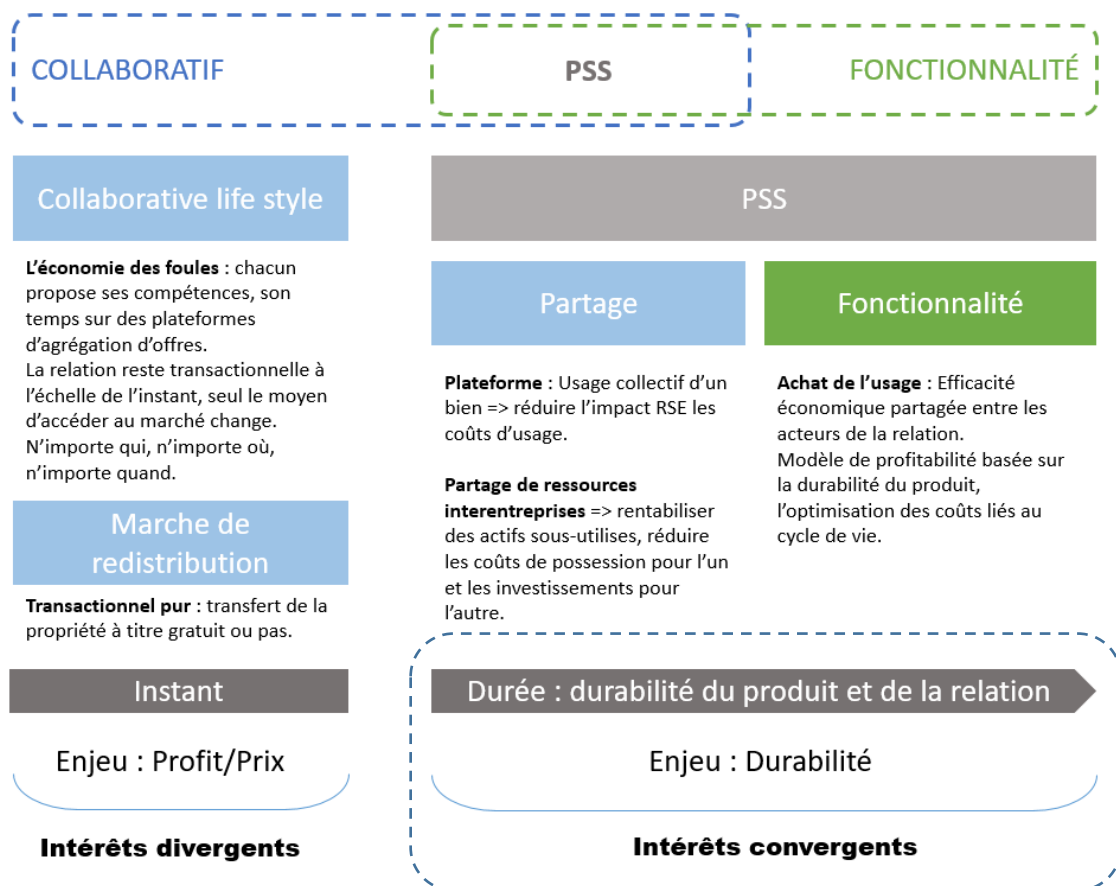 COLLABORATIF
PSS
FONCTIONNALITÉ
Collaborative life style
L'économie des foules : chacun
propose ses compétences, son
temps sur des plateformes
d'agrégation d'offres.
La relation reste transactionnelle à
l'échelle de l'instant, seul le moyen
d'accéder au marché change.
N'importe qui, n'importe où,
n'importe quand.
Marche de
redistribution
Transactionnel pur : transfert de la
propriété à titre gratuit ou pas.
Instant
Enjeu : Profit/Prix
Intérêts divergents
PSS
Partage
Plateforme : Usage collectif d'un
bien => réduire l'impact RSE les
coûts d'usage.
Partage de ressources
interentreprises => rentabiliser
des actifs sous-utilises, réduire
les coûts de possession pour l'un
et les investissements pour
l'autre.
Fonctionnalité
Achat de l'usage : Efficacité
économique partagée entre les
acteurs de la relation.
Modèle de profitabilité basée sur
la durabilité du produit,
l'optimisation des coûts liés au
cycle de vie.
Durée : durabilité du produit et de la relation
Enjeu : Durabilité
Intérêts convergents